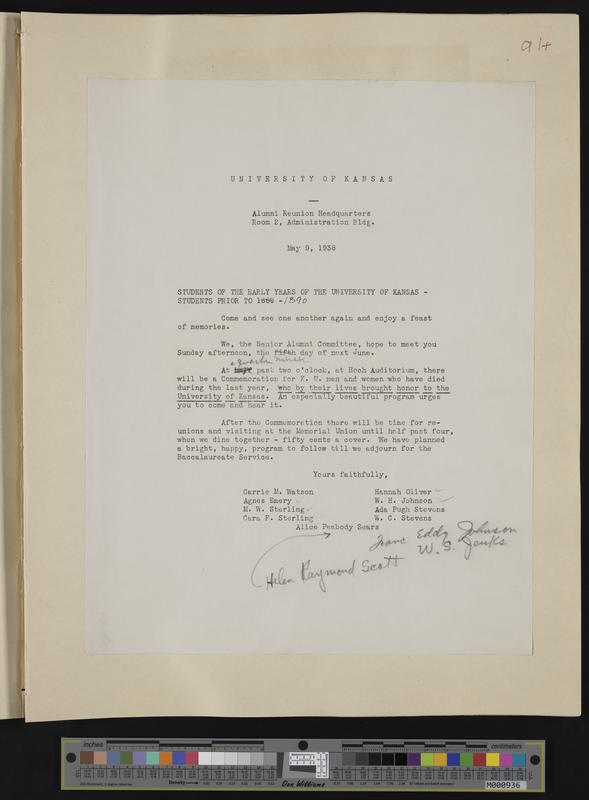 914
UNIVERSITY OF KANSAS
Alumni Reunion Headquarters
Room 2, Administration Bldg.
May 9, 1938
STUDENTS OF THE EARLY YEARS OF THE UNIVERSITY OF KANSAS -
STUDENTS PRIOR TO -1890
Come and see one another again and enjoy a feast
of memories.
We, the Senior Alumni Committee, hope to meet you
Sunday afternoon, the fifth day of next June.
a quarter
At past two o'clock, at Hoch Auditorium, there
will be a Commemoration for K. U. men and women who have died
during the last year, who by their lives brought honor to the
University of Kansas. An especially beautiful program urges
you to come and hear it.
After the Commemoration there will be time for re-
unions and visiting at the Memorial Union until half past four,
when we dine together - fifty cents a cover. We have planned
a bright, happy, program to follow till we adjourn for the
Baccalaureate Service.
Yours faithfully,
Carrie M. Watson Hannah Oliver
Agnes Emery W. H. Johnson
M. W. Sterling Ada Pugh Stevens
Cara F. Sterling W. C. Stevens
Alice Peabody Sears
Franc Eddy Johnson
W. S. Jenks
Helen Raymond Scott
inches
centimeters
Density
Don Williams
M000936